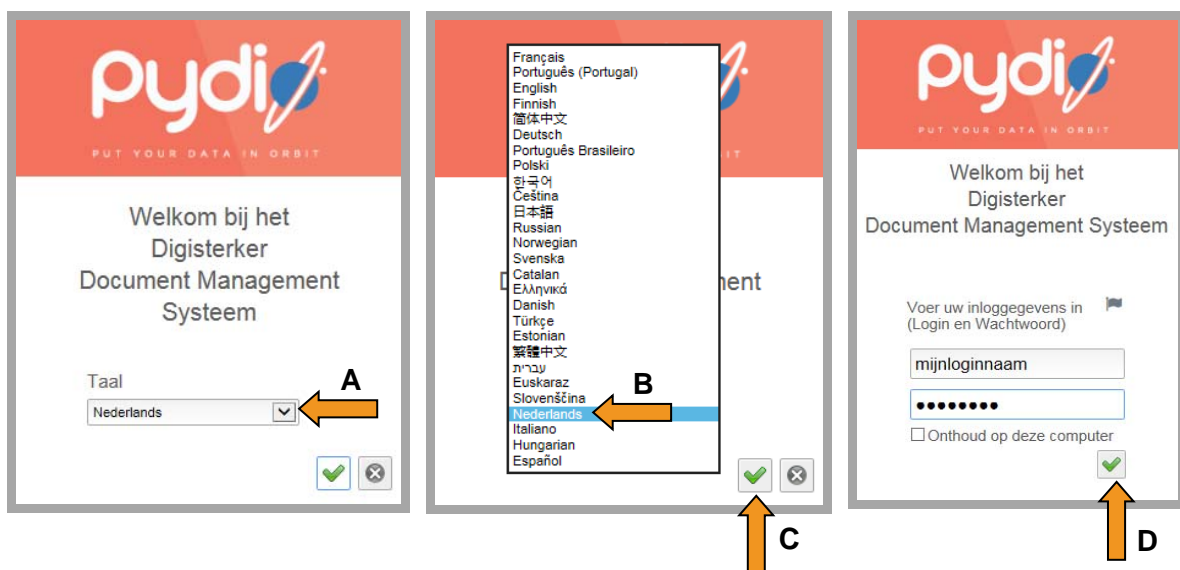 pydio
PUT YOUR DATA IN ORBIT
Welkom bij het
Digisterker
Document Management
Systeem
Taal
Nederlands
A
Français
Português (Portugal)
English
Finnish
简体中文
Deutsch
Português Brasileiro
Polski
한국어
Čeština
日本語
Russian
Norwegian
Svenska
Catalan
Ελληνικά
Danish
Türkçe
Estonian
繁體中文
עברית
Euskaraz
Slovenščina
Nederlands
Italiano
Hungarian
Español
B
IT
D
ent
C
pydio
PUT YOUR DATA IN ORBIT
Welkom bij het
Digisterker
Document Management Systeem
Voer uw inloggegevens in
(Login en Wachtwoord)
mijnloginnaam
●●●●●●●●
Onthoud op deze computer
D